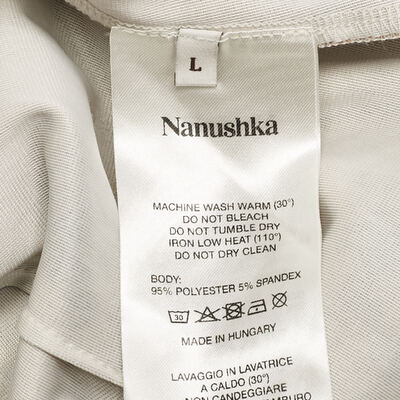 L
Nanushka
MACHINE WASH WARM (30°)
DO NOT BLEACH
DO NOT TUMBLE DRY
IRON LOW HEAT (110°)
DO NOT DRY CLEAN
BODY:
95% POLYESTER 5% SPANDEX
30
MADE IN HUNGARY
LAVAGGIO IN LAVATRICE
A CALDO (30°)
NON CANDEGGIARE
TAMBURO